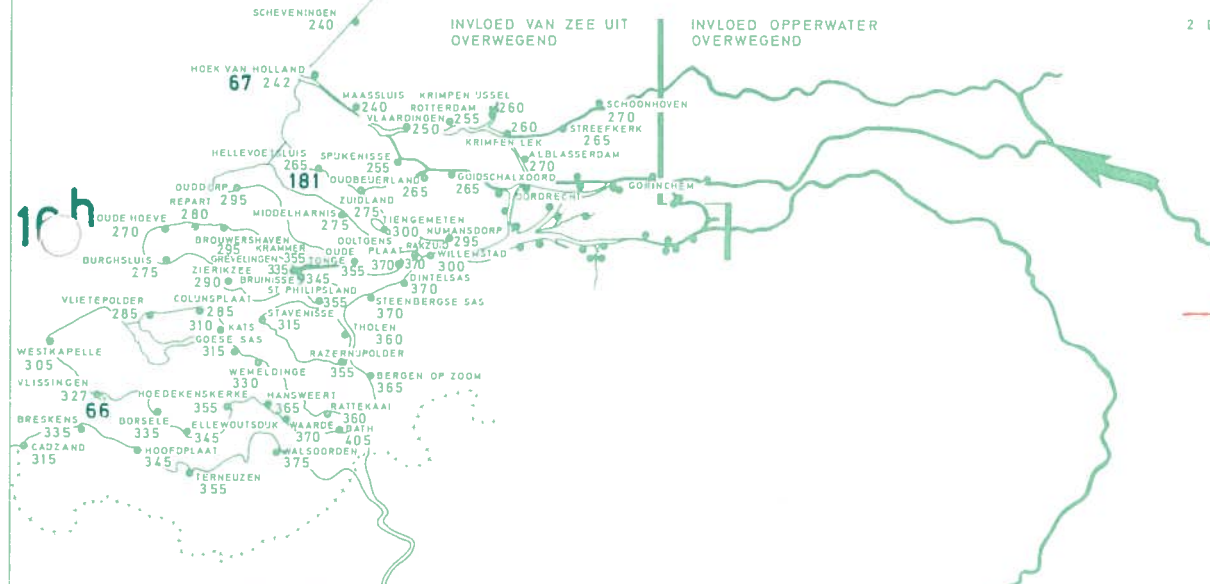 SCHEVENINGEN
240
INVLOED VAN ZEE UIT
OVERWEGEND
INVLOED OPPERWATER
OVERWEGEND
2
HOEK VAN HOLLAND
67 242
MAASSLUIS
240
KRIMPEN IJSSEL
260
ROTTERDAM
255
VLAARDINGEN
250
SCHOONHOVEN
270
STREEFKERK
265
260
KRIMPEN LEK
ALBLASSERDAM
270
HELLEVOETSLUIS
265
181
SPIJKENISSE
255
OUDBEIJERLAND
265
GOIDSCHALXOORD
265
DORDRECHT
GORINCHEM
OUDDORP
295
ZUIDLAND
275
16h
OUDE HOEVE
270
REPART
280
MIDDELHARNIS
275
TIENGEMETEN
300
NUMANSDORP
295
BROUWERSHAVEN
295
KRAMMER
355
OOLTGENS
OUDE TONGE
355
PLAAT
370
RAKZUID
370
WILLEMSTAD
300
BURGHSLUIS
275
GREVELINGEN
335
ZIERIKZEE
290
BRUINISSE
345
DINTELSAS
370
ST PHILIPSLAND
355
STEENBERGSE SAS
370
VLIETEPOLDER
285
COLIJNSPLAAT
285
310
KATS
STAVENISSE
315
THOLEN
360
GOESE SAS
315
WESTKAPELLE
305
RAZERNIJPOLDER
355
WEMELDINGE
330
BERGEN OP ZOOM
365
VLISSINGEN
327
66
HOEDEKENSKERKE
355
HANSWEERT
365
RATTEKAAI
360
BRESKENS
335
BORSELE
335
ELLEWOUTSDIJK
345
WAARDE
370
BATH
405
CADZAND
315
HOOFDPLAAT
345
WALSOORDEN
375
TERNEUZEN
355